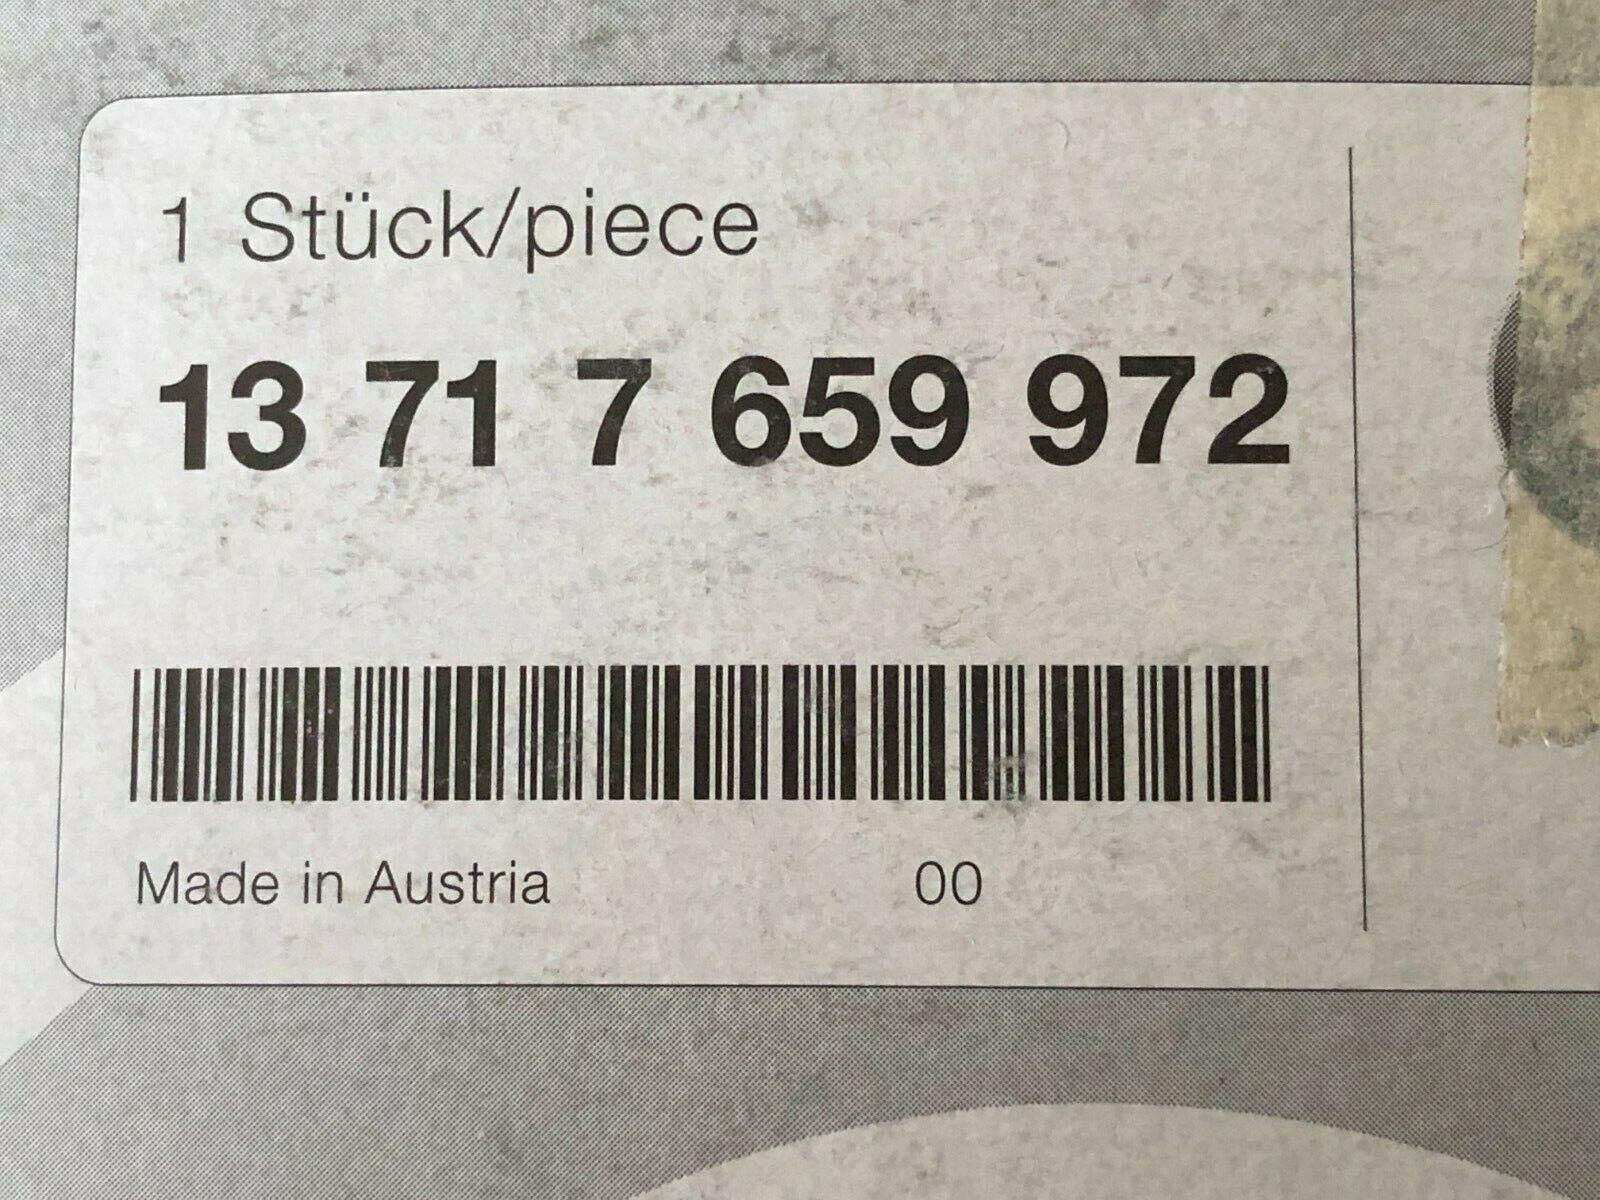 1 Stück/piece
13 71 7 659 972
Made in Austria 00